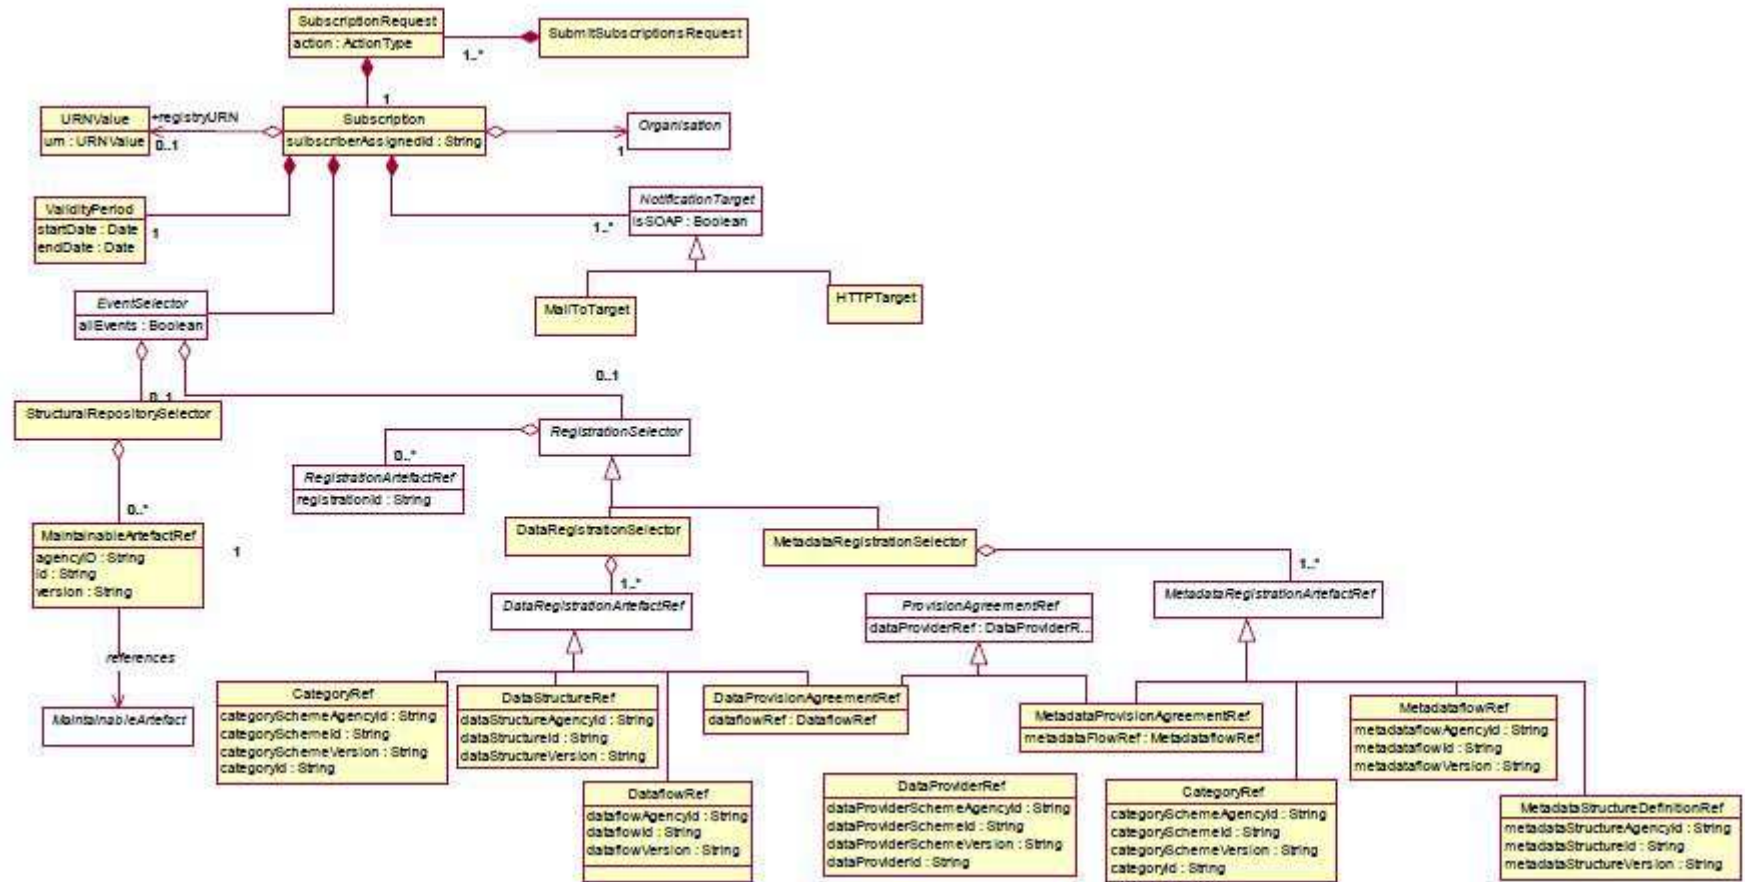 SubscriptionRequest
action : ActionType
SubmitSubscriptionsRequest
1..*
1
URNValue
urn : URNValue
+registryURN
0..1
Subscription
subscriberAssignedId : String
Organisation
1
ValidityPeriod
startDate : Date
endDate : Date
1
NotificationTarget
isSOAP : Boolean
1..*
MailToTarget
HTTPTarget
EventSelector
allEvents : Boolean
0..1
0..1
StructuralRepositorySelector
RegistrationSelector
0..*
RegistrationArtefactRef
registrationId : String
0..*
MaintainableArtefactRef
agencyID : String
id : String
version : String
1
DataRegistrationSelector
MetadataRegistrationSelector
1..*
1..*
DataRegistrationArtefactRef
ProvisionAgreementRef
dataProviderRef : DataProviderR...
MetadataRegistrationArtefactRef
references
MaintainableArtefact
CategoryRef
categorySchemeAgencyId : String
categorySchemeId : String
categorySchemeVersion : String
categoryId : String
DataStructureRef
dataStructureAgencyId : String
dataStructureId : String
dataStructureVersion : String
DataProvisionAgreementRef
dataflowRef : DataflowRef
MetadataProvisionAgreementRef
metadataFlowRef : MetadataflowRef
MetadataflowRef
metadataflowAgencyId : String
metadataflowId : String
metadataflowVersion : String
DataflowRef
dataflowAgencyId : String
dataflowId : String
dataflowVersion : String
DataProviderRef
dataProviderSchemeAgencyId : String
dataProviderSchemeId : String
dataProviderSchemeVersion : String
dataProviderId : String
CategoryRef
categorySchemeAgencyId : String
categorySchemeId : String
categorySchemeVersion : String
categoryId : String
MetadataStructureDefinitionRef
metadataStructureAgencyId : String
metadataStructureId : String
metadataStructureVersion : String